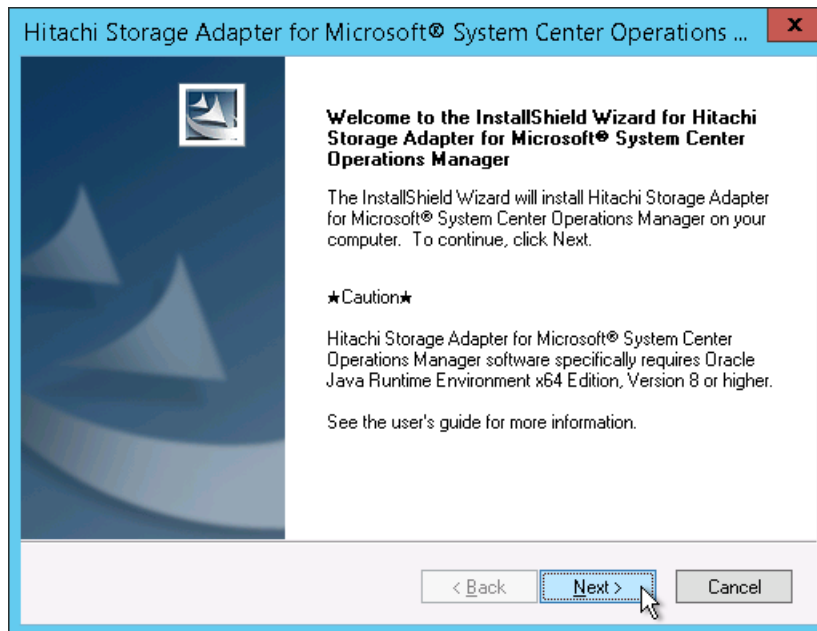 Hitachi Storage Adapter for Microsoft® System Center Operations ...
x
Welcome to the InstallShield Wizard for Hitachi
Storage Adapter for Microsoft® System Center
Operations Manager
The InstallShield Wizard will install Hitachi Storage Adapter
for Microsoft® System Center Operations Manager on your
computer. To continue, click Next.
★Caution★
Hitachi Storage Adapter for Microsoft® System Center
Operations Manager software specifically requires Oracle
Java Runtime Environment x64 Edition, Version 8 or higher.
See the user's guide for more information.
< Back Next > Cancel